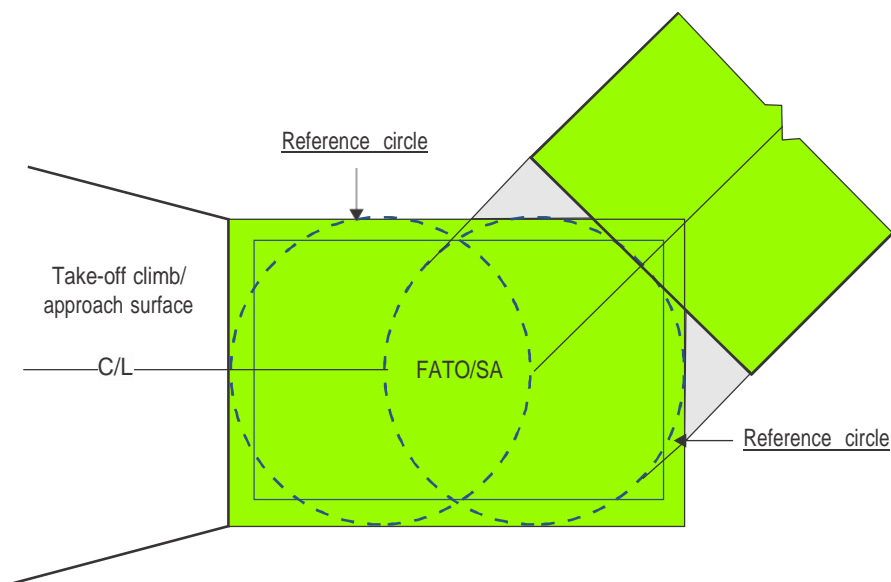 Reference circle
Take-off climb/
approach surface
C/L
FATO/SA
Reference circle